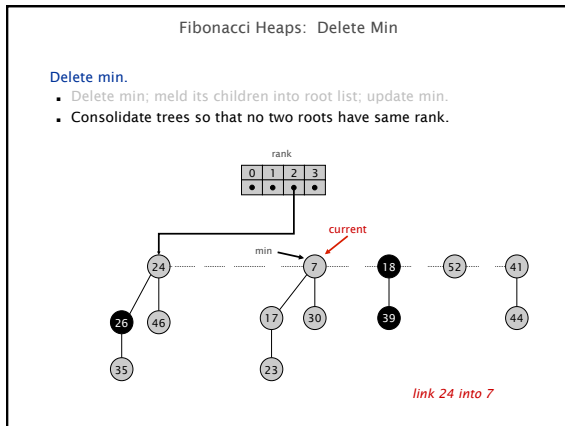 Fibonacci Heaps: Delete Min
Delete min.
▪ Delete min; meld its children into root list; update min.
▪ Consolidate trees so that no two roots have same rank.
rank
0 1 2 3
current
min
24 7 18 52 41
26 46 17 30 39 44
35 23
link 24 into 7